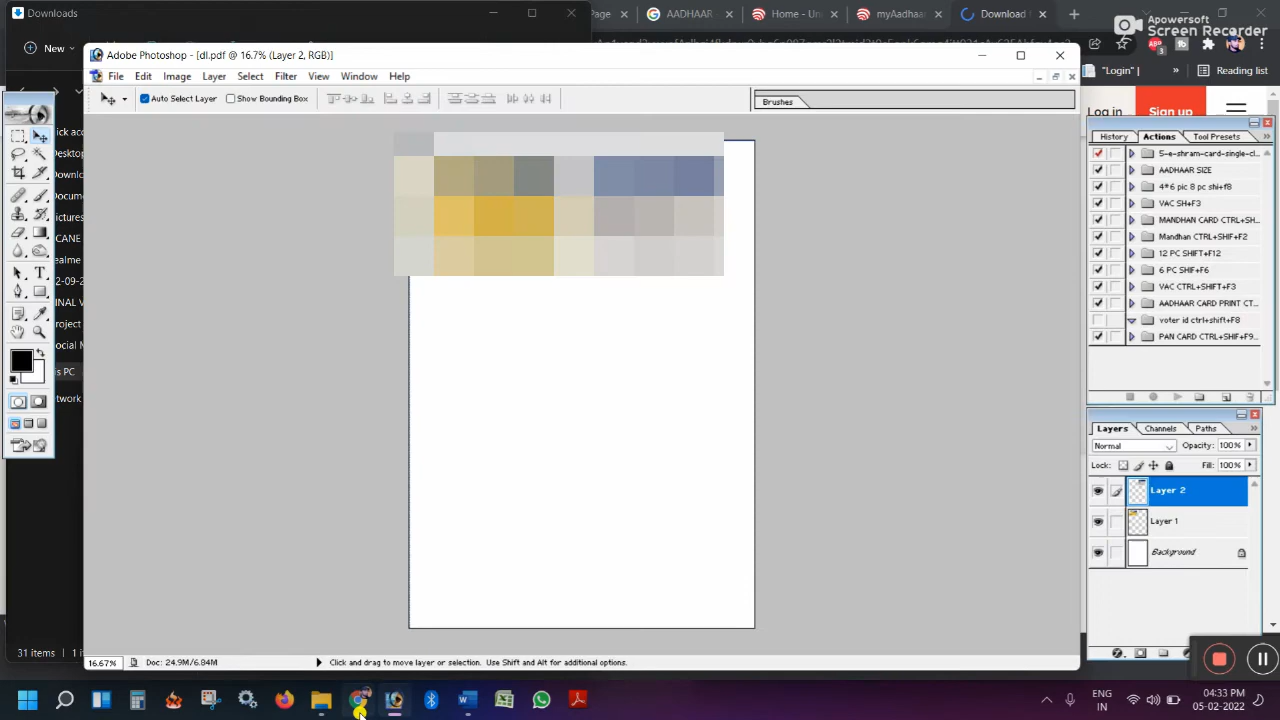 Downloads
Page
AADHAAR
Home - Un
myAadhaa
Download
Apowersoft
Screen Recorder
New
Adobe Photoshop - [dl.pdf @ 16.7% (Layer 2, RGB)]
"Login"
»
Reading list
File Edit Image Layer Select Filter View Window Help
Auto Select Layer
Show Bounding Box
Brushes
Log in
Sign up
History
Actions
Tool Presets
5-e-shram-card-single-cl...
AADHAAR SIZE
4*6 pic 8 pc shi+f8
VAC SH+F3
MANDHAN CARD CTRL+SH...
Mandhan CTRL+SHIF+F2
12 PC SHIFT+F12
6 PC SHIF+F6
VAC CTRL+SHIFT+F3
AADHAAR CARD PRINT CT...
voter id ctrl+shift+F8
PAN CARD CTRL+SHIF+F9...
ick acc
Desktop
Docume
ictures
CANE
ealme
02-09-2
INAL V
roject
ocial M
s PC
twork
Layers
Channels
Paths
Normal
Opacity: 100%
Lock:
Fill: 100%
Layer 2
Layer 1
Background
31 items
16.67%
Doc: 24.9M/6.84M
Click and drag to move layer or selection. Use Shift and Alt for additional options.
ENG
IN
04:33 PM
05-02-2022